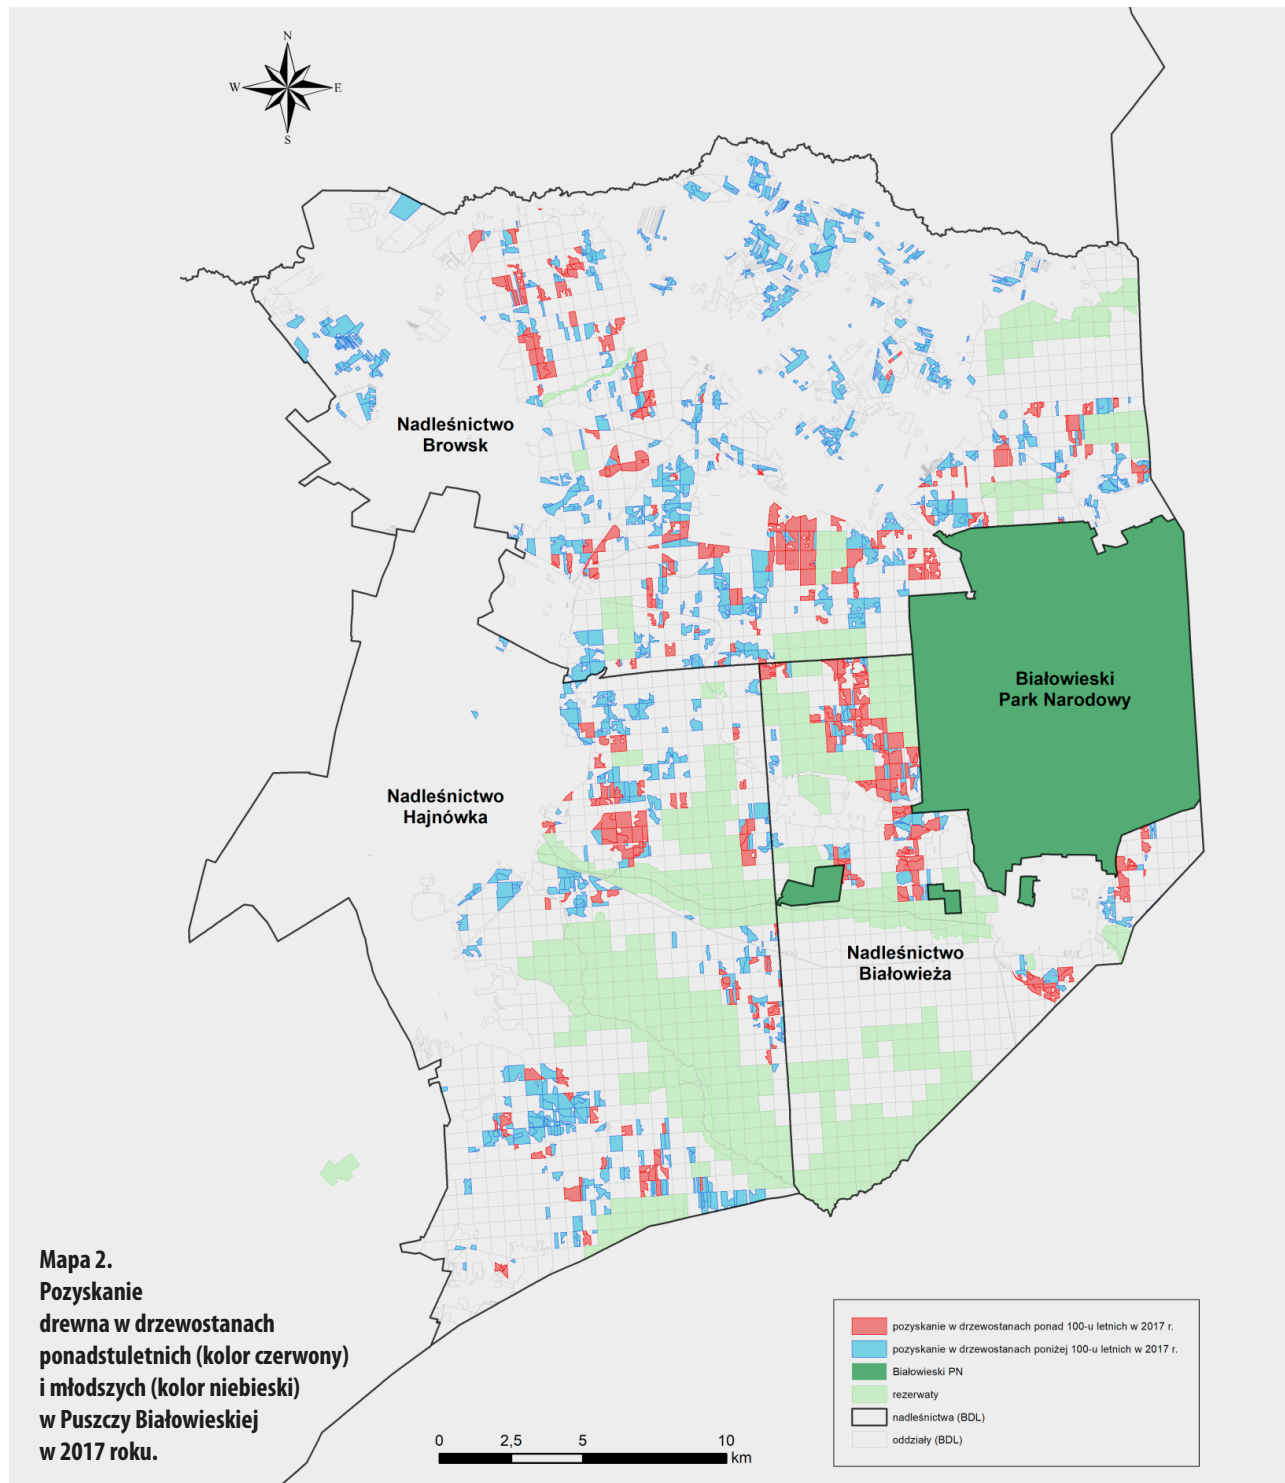 N
W
E
S
Nadleśnictwo
Browsk
Białowieski
Park Narodowy
Nadleśnictwo
Hajnówka
Nadleśnictwo
Białowieża
Mapa 2.
Pozyskanie
drewna w drzewostanach
ponadstuletnich (kolor czerwony)
i młodszych (kolor niebieski)
w Puszczy Białowieskiej
w 2017 roku.
0 2,5 5 10
km
pozyskanie w drzewostanach ponad 100-u letnich w 2017 r.
pozyskanie w drzewostanach poniżej 100-u letnich w 2017 r.
Białowieski PN
rezerwaty
nadleśnictwa (BDL)
oddziały (BDL)